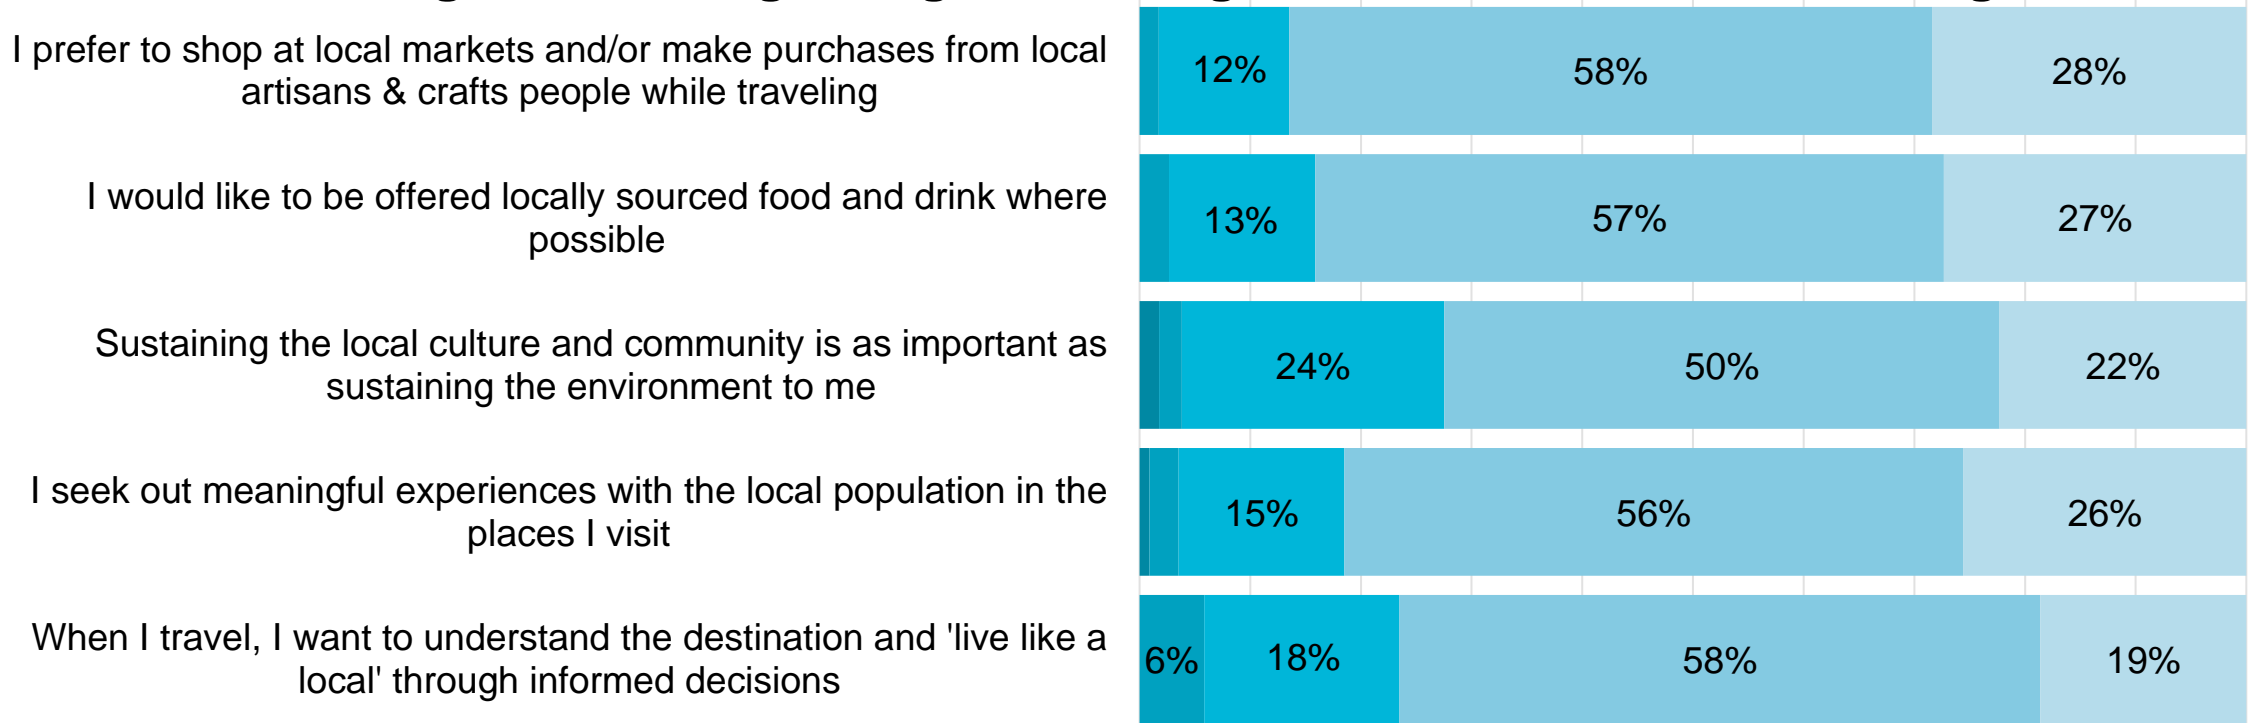 I prefer to shop at local markets and/or make purchases from local
artisans & crafts people while traveling
12% 58% 28%
I would like to be offered locally sourced food and drink where
possible
13% 57% 27%
Sustaining the local culture and community is as important as
sustaining the environment to me
24% 50% 22%
I seek out meaningful experiences with the local population in the
places I visit
15% 56% 26%
When I travel, I want to understand the destination and 'live like a
local' through informed decisions
6% 18% 58% 19%